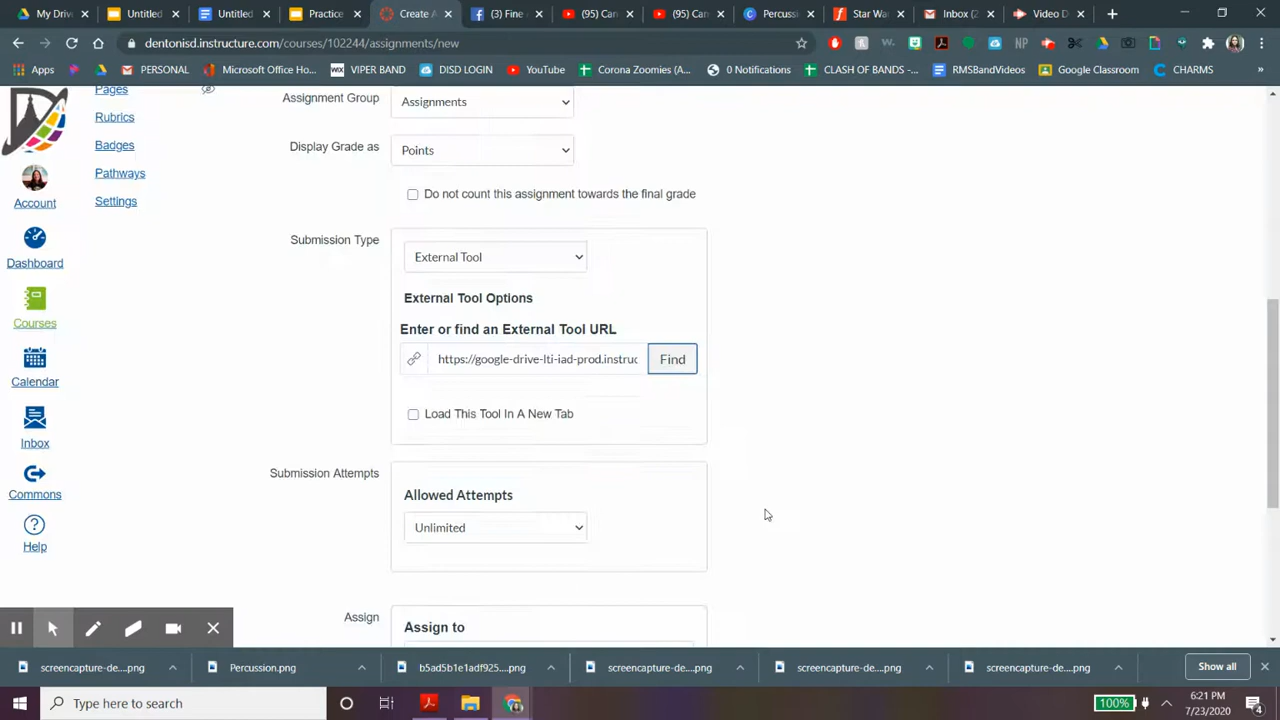 My Driv
Untitled
Untitled
Practice
Create A
(3) Fine
(95) Can
(95) Can
Percussi
Star War
Inbox (2
Video D
dentonisd.instructure.com/courses/102244/assignments/new
Apps
PERSONAL
Microsoft Office Ho...
WIX
VIPER BAND
DISD LOGIN
YouTube
Corona Zoomies (A...
0 Notifications
CLASH OF BANDS -...
RMSBandVideos
Google Classroom
CHARMS
»
Pages
Rubrics
Badges
Pathways
Settings
Account
Dashboard
Courses
Calendar
Inbox
Commons
Help
Assignment Group
Assignments
Display Grade as
Points
Do not count this assignment towards the final grade
Submission Type
External Tool
External Tool Options
Enter or find an External Tool URL
https://google-drive-lti-iad-prod.instruc
Find
Load This Tool In A New Tab
Submission Attempts
Allowed Attempts
Unlimited
Assign
Assign to
screencapture-de....png
Percussion.png
b5ad5b1e1adf925....png
screencapture-de....png
screencapture-de....png
screencapture-de....png
Show all
Type here to search
100%
6:21 PM
7/23/2020
4